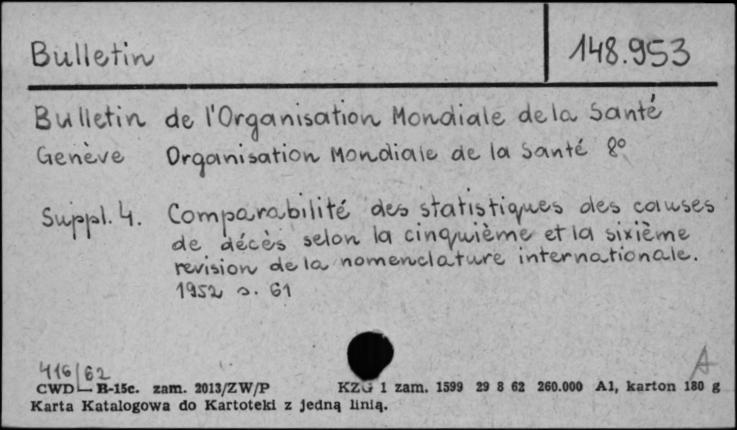 Bulletin
148.953
Bulletin de l'Organisation Mondiale de la Santé
Genève Organisation Mondiale de la Santé 8º
Suppl. 4. Comparabilité des statistiques des causes
de décès selon la cinquième et la sixième
revision de la nomenclature internationale.
1952 s. 61
416/62
A
CWD B-15c. zam. 2013/ZW/P KZG 1 zam. 1599 29 8 62 260.000 A1, karton 180 g
Karta Katalogowa do Kartoteki z jedną linią.